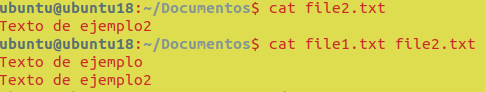 ubuntu@ubuntu18:~/Documentos$ cat file2.txt
Texto de ejemplo2
ubuntu@ubuntu18:~/Documentos$ cat file1.txt file2.txt
Texto de ejemplo
Texto de ejemplo2